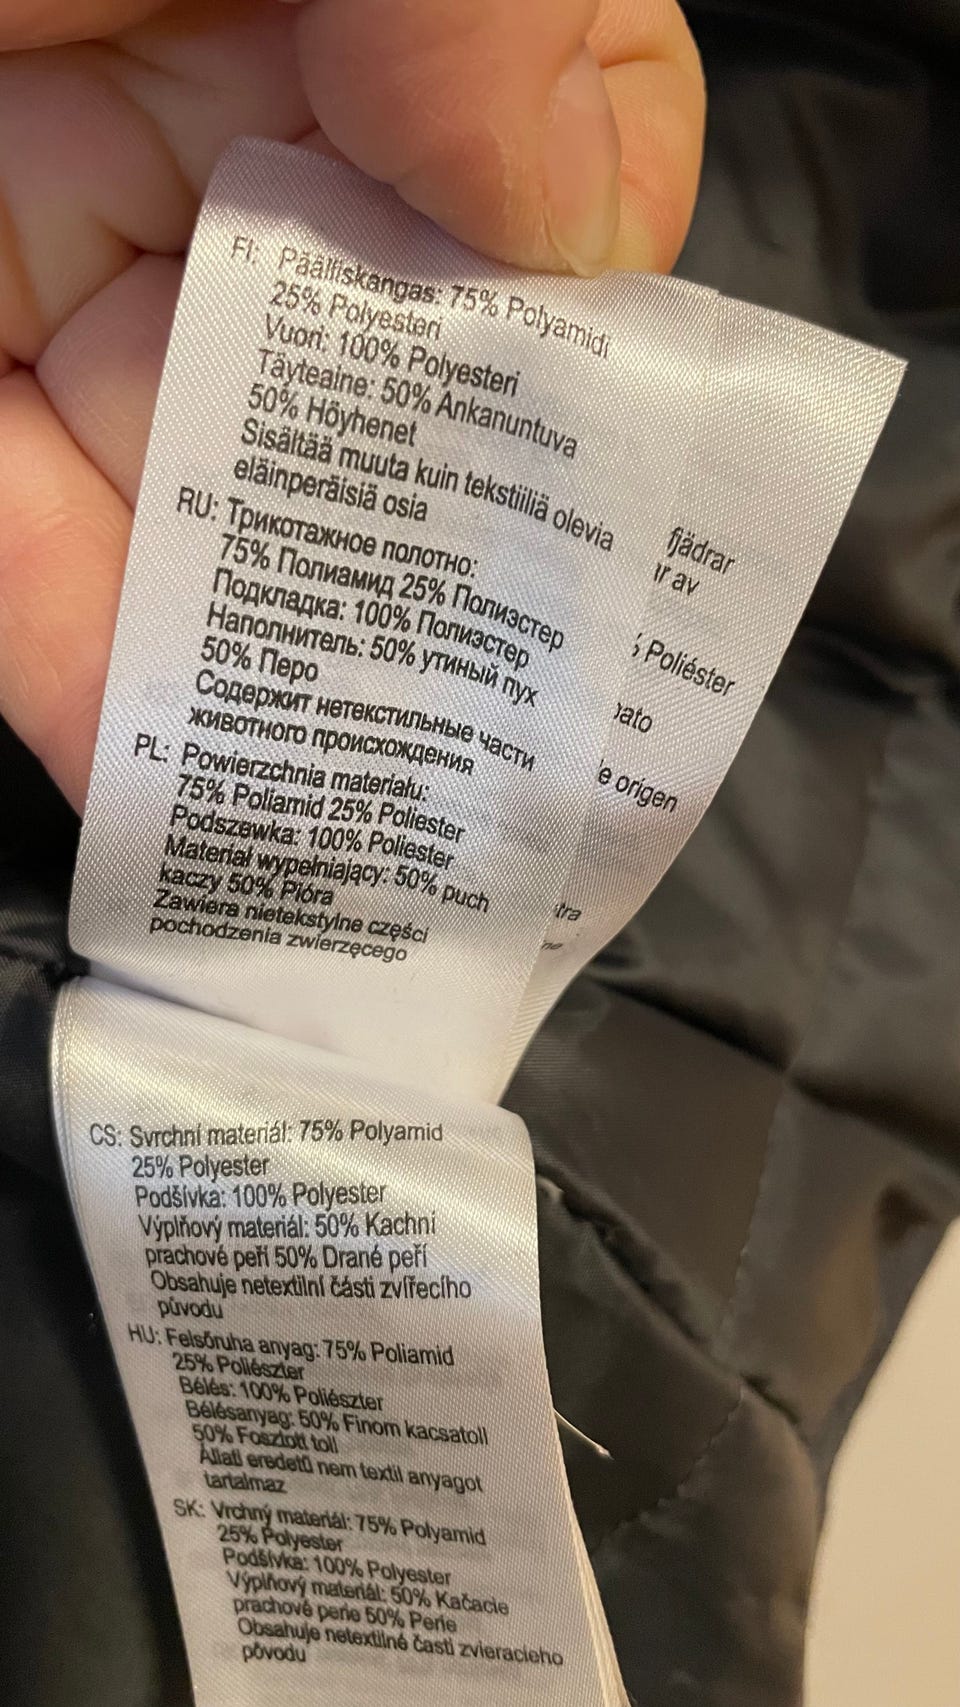 FI: Päälliskangas: 75% Polyamidi
25% Polyesteri
Vuori: 100% Polyesteri
Täyteaine: 50% Ankanuntuva
50% Höyhenet
Sisältää muuta kuin tekstiiliä olevia
eläinperäisiä osia
RU: Трикотажное полотно:
75% Полиамид 25% Полиэстер
Подкладка: 100% Полиэстер
Наполнитель: 50% утиный пух
50% Перо
Содержит нетекстильные части
животного происхождения
PL: Powierzchnia materiału:
75% Poliamid 25% Poliester
Podszewka: 100% Poliester
Materiał wypełniający: 50% puch
kaczy 50% Pióra
Zawiera nietekstylne części
pochodzenia zwierzęcego
fjädrar
av
Poliéster
origen
CS: Svrchní materiál: 75% Polyamid
25% Polyester
Podšívka: 100% Polyester
Výplňový materiál: 50% Kachní
prachové peří 50% Drané peří
Obsahuje netextilní části zvířecího
původu
HU: Felsőruha anyag: 75% Poliamid
25% Poliészter
Bélés: 100% Poliészter
Bélésanyag: 50% Finom kacsatoll
50% Fosztott toll
Állati eredetű nem textil anyagot
tartalmaz
SK: Vrchný materiál: 75% Polyamid
25% Polyester
Podšívka: 100% Polyester
Výplňový materiál: 50% Kačacie
prachové perie 50% Perie
Obsahuje netextilné časti zvieracieho
pôvodu